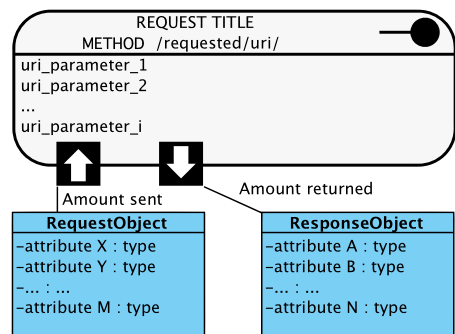 REQUEST TITLE
METHOD /requested/uri/
uri_parameter_1
uri_parameter_2
...
uri_parameter_i
Amount sent
Amount returned
RequestObject
-attribute X : type
-attribute Y : type
-... : ...
-attribute M : type
ResponseObject
-attribute A : type
-attribute B : type
-... : ...
-attribute N : type